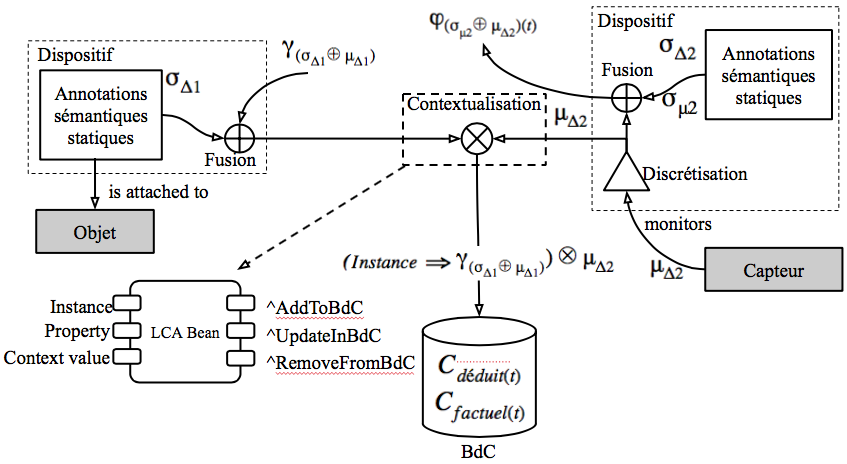 Dispositif
Annotations
sémantiques
statiques
σΔ1
γ(σΔ1⊕ μΔ1)
Fusion
is attached to
Objet
φ(σμ2⊕ μΔ2)(t)
Contextualisation
μΔ2
Dispositif
σΔ2
Fusion
σμ2
Annotations
sémantiques
statiques
Discrétisation
monitors
μΔ2
Capteur
(Instance ⇒ γ(σΔ1⊕ μΔ1)) ⊗ μΔ2
Instance
Property
Context value
LCA Bean
^AddToBdC
^UpdateInBdC
^RemoveFromBdC
Cdéduit(t)
Cfactuel(t)
BdC